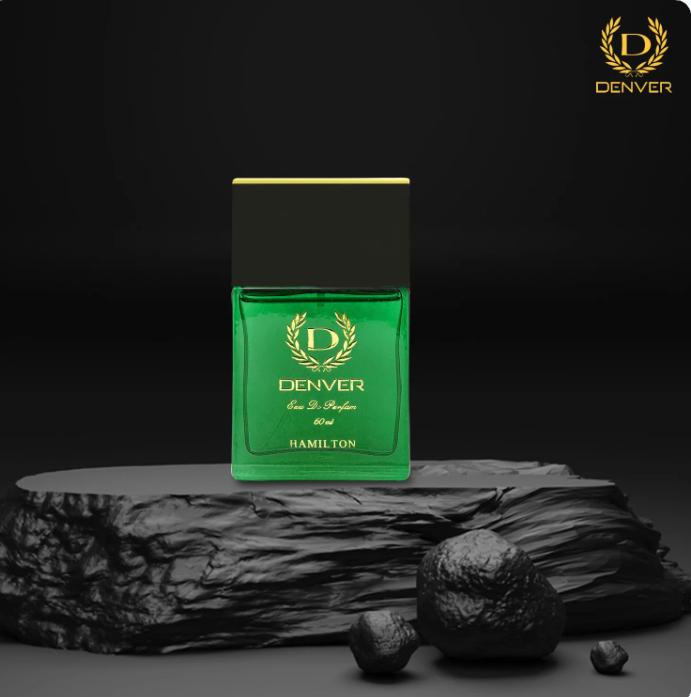 D
DENVER
D
DENVER
Eau De Parfum
60 ml
HAMILTON